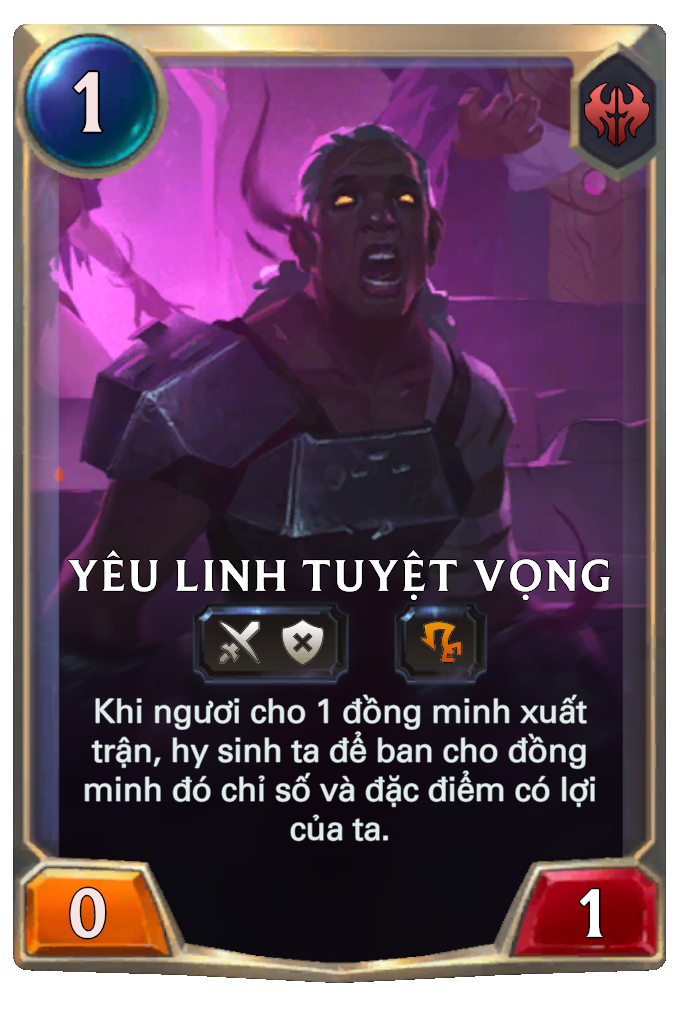 1
YÊU LINH TUYỆT VỌNG
Khi ngươi cho 1 đồng minh xuất
trận, hy sinh ta để ban cho đồng
minh đó chỉ số và đặc điểm có lợi
của ta.
0
1